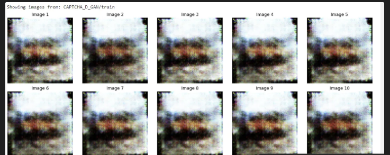 Showing images from: CAPTCHA_D_GAN/train
Image 1 Image 2 Image 3 Image 4 Image 5
Image 6 Image 7 Image 8 Image 9 Image 10